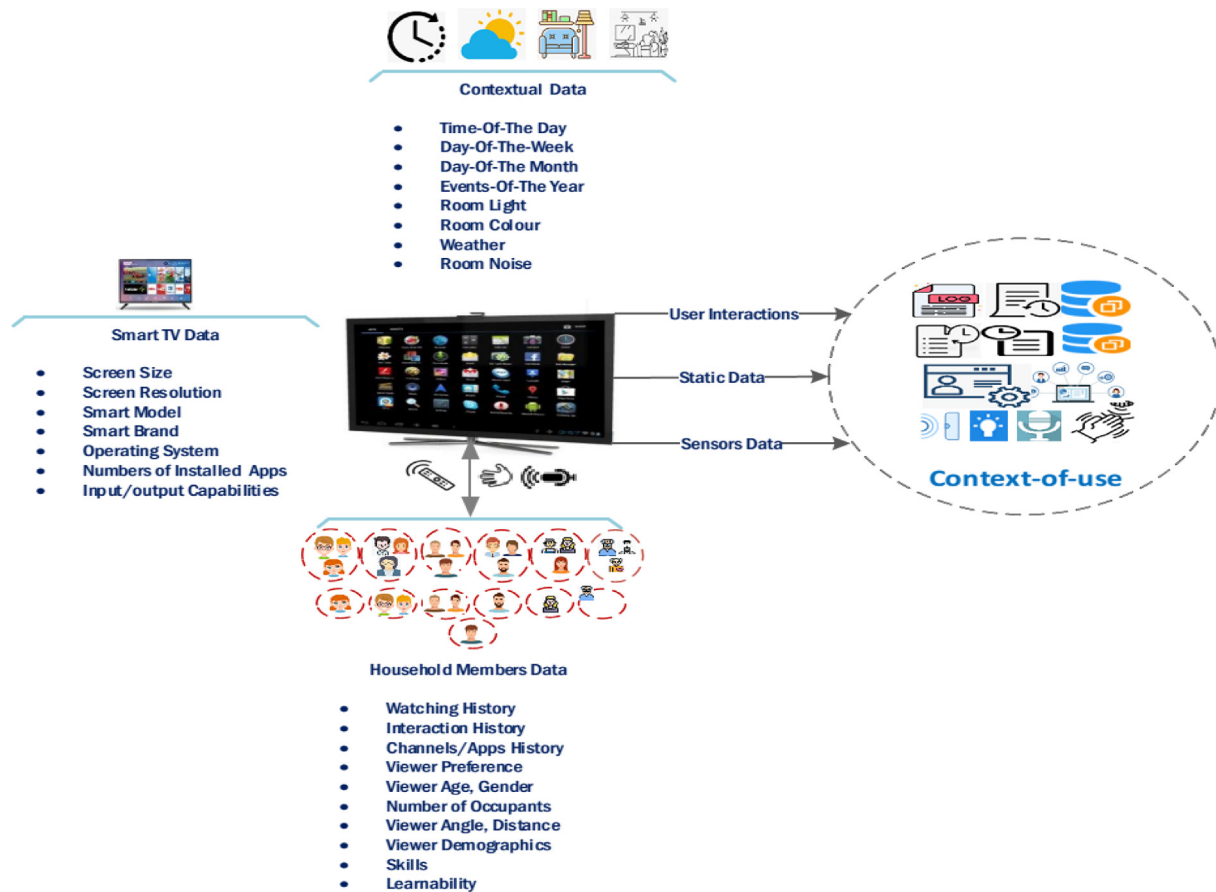 Contextual Data
• Time-Of-The Day
• Day-Of-The-Week
• Day-Of-The Month
• Events-Of-The Year
• Room Light
• Room Colour
• Weather
• Room Noise
Smart TV Data
• Screen Size
• Screen Resolution
• Smart Model
• Smart Brand
• Operating System
• Numbers of Installed Apps
• Input/output Capabilities
User Interactions
Static Data
Sensors Data
LOG
Context-of-use
Household Members Data
• Watching History
• Interaction History
• Channels/Apps History
• Viewer Preference
• Viewer Age, Gender
• Number of Occupants
• Viewer Angle, Distance
• Viewer Demographics
• Skills
• Learnability